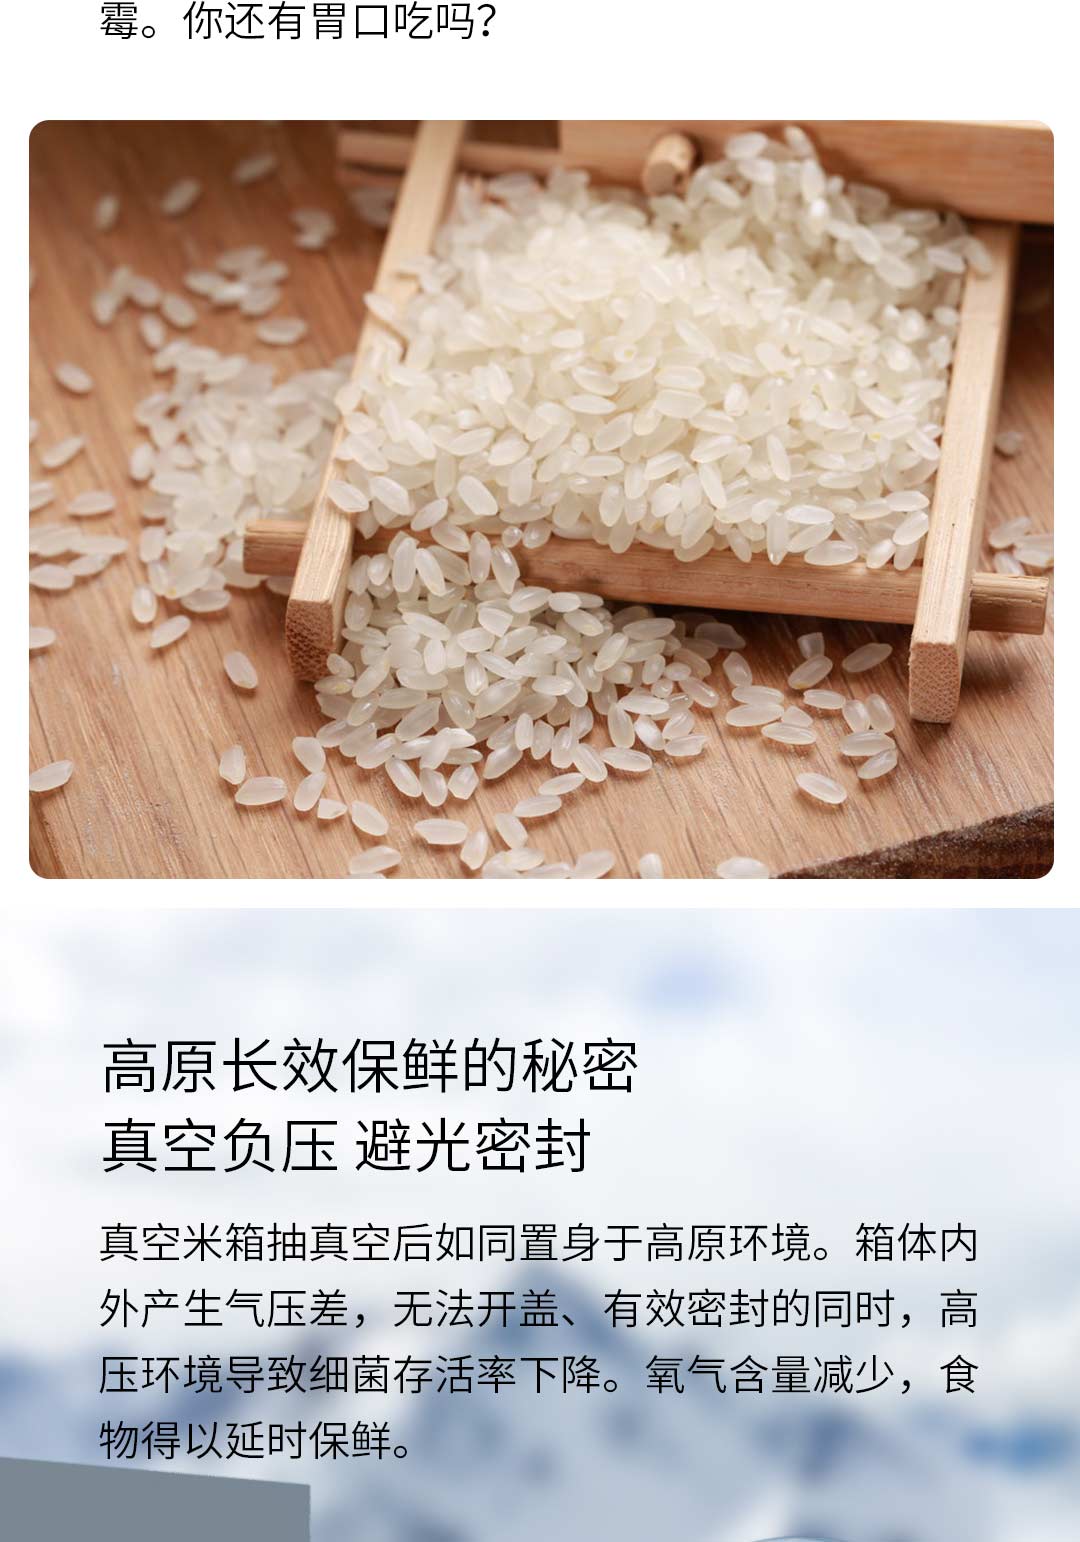 霉。你还有胃口吃吗？
高原长效保鲜的秘密
真空负压 避光密封
真空米箱抽真空后如同置身于高原环境。箱体内
外产生气压差，无法开盖、有效密封的同时，高
压环境导致细菌存活率下降。氧气含量减少，食
物得以延时保鲜。